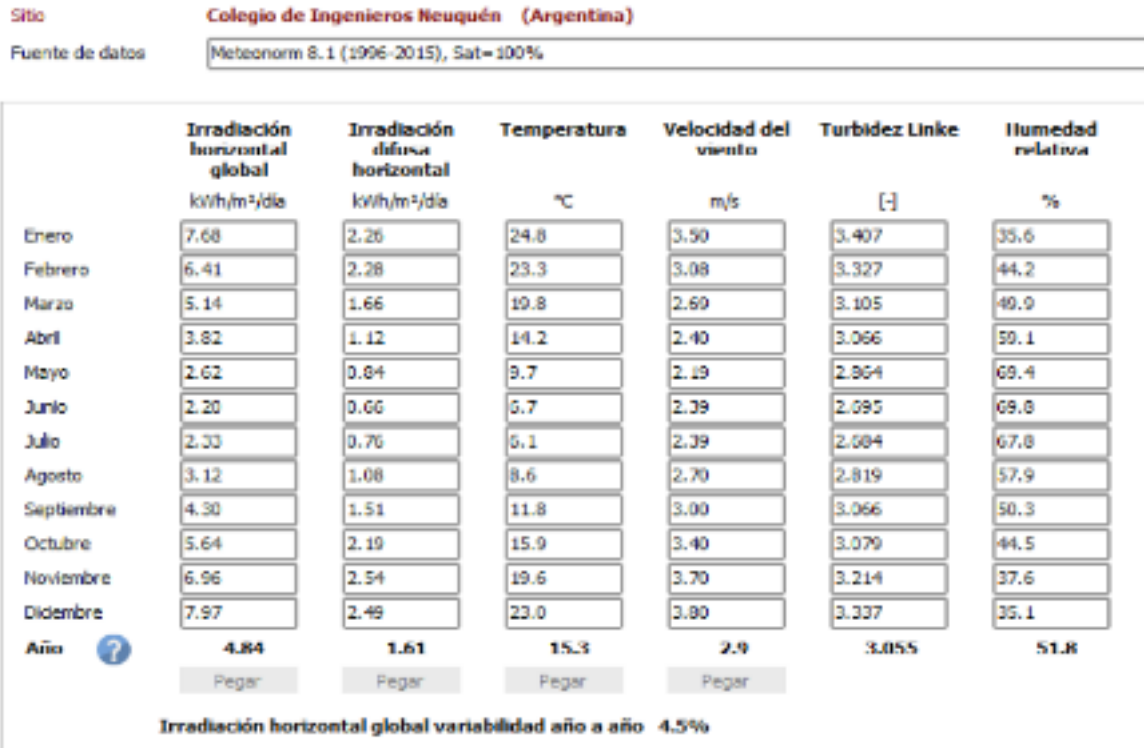 Sitio Colegio de Ingenieros Neuquén (Argentina)
Fuente de datos Meteonorm 8.1 (1996-2015), Sat=100%
Irradiación horizontal global Irradiación difusa horizontal Temperatura Velocidad del viento Turbidez Linke Humedad relativa
kWh/m²/día kWh/m²/día °C m/s [-] %
Enero 7.68 2.26 24.8 3.50 3.407 35.6
Febrero 6.41 2.28 23.3 3.08 3.327 44.2
Marzo 5.14 1.66 19.8 2.69 3.105 49.9
Abril 3.82 1.12 14.2 2.40 3.066 59.1
Mayo 2.62 0.84 9.7 2.19 2.864 69.4
Junio 2.20 0.66 6.7 2.39 2.695 69.8
Julio 2.33 0.76 6.1 2.39 2.684 67.8
Agosto 3.12 1.08 8.6 2.70 2.819 57.9
Septiembre 4.30 1.51 11.8 3.00 3.066 50.3
Octubre 5.64 2.19 15.9 3.40 3.079 44.5
Noviembre 6.96 2.54 19.6 3.70 3.214 37.6
Diciembre 7.97 2.49 23.0 3.80 3.337 35.1
Año ? 4.84 1.61 15.3 2.9 3.055 51.8
Pegar Pegar Pegar Pegar
Irradiación horizontal global variabilidad año a año 4.5%